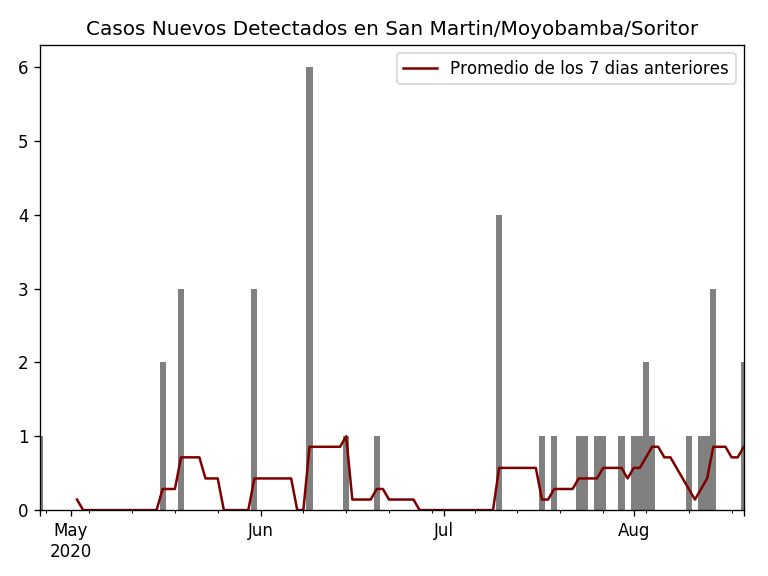 Casos Nuevos Detectados en San Martin/Moyobamba/Soritor
Promedio de los 7 dias anteriores
6
5
4
3
2
1
0
May Jun Jul Aug
2020